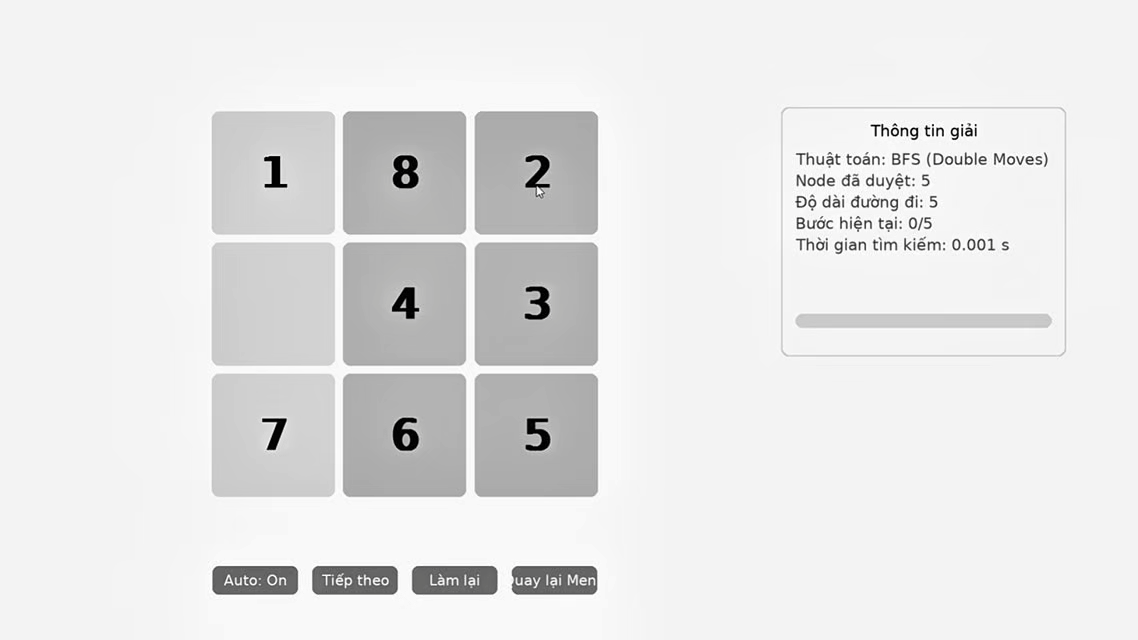 1 8 2
4 3
7 6 5
Thông tin giải
Thuật toán: BFS (Double Moves)
Node đã duyệt: 5
Độ dài đường đi: 5
Bước hiện tại: 0/5
Thời gian tìm kiếm: 0.001 s
Auto: On
Tiếp theo
Làm lại
uay lại Men